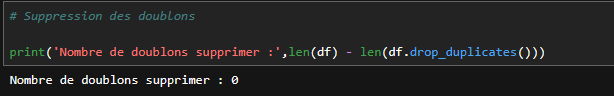 # Suppression des doublons
print('Nombre de doublons supprimer :',len(df) - len(df.drop_duplicates()))
Nombre de doublons supprimer : 0